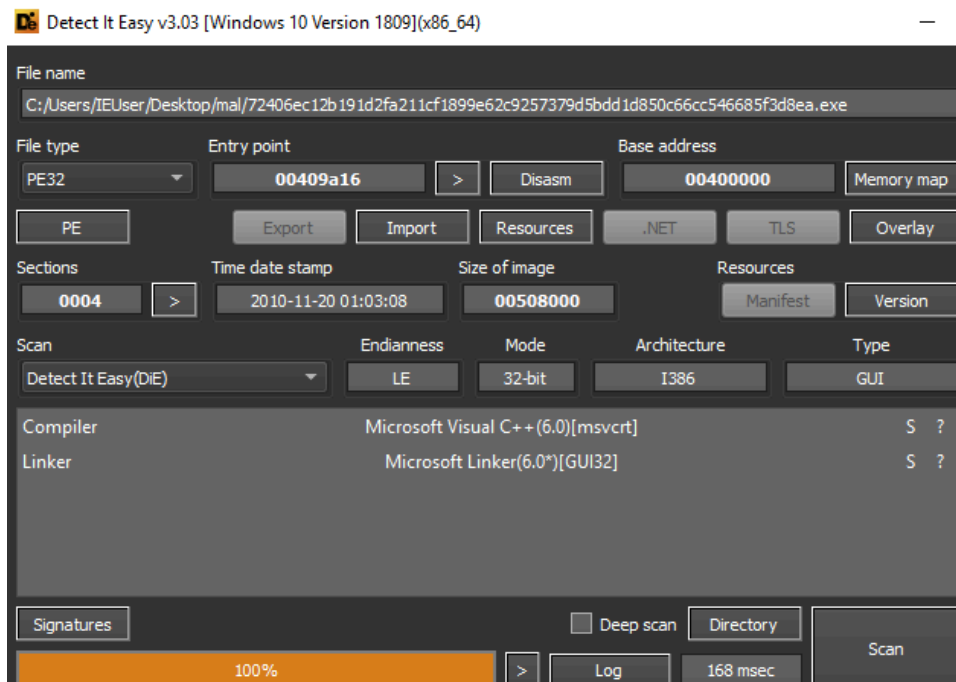 Detect It Easy v3.03 [Windows 10 Version 1809](x86_64)
File name
C:/Users/IEUser/Desktop/mal/72406ec12b191d2fa211cf1899e62c9257379d5bdd1d850c66cc546685f3d8ea.exe
File type Entry point Base address
PE32 00409a16 > Disasm 00400000 Memory map
PE Export Import Resources .NET TLS Overlay
Sections Time date stamp Size of image Resources
0004 > 2010-11-20 01:03:08 00508000 Manifest Version
Scan Endianness Mode Architecture Type
Detect It Easy(DiE) LE 32-bit I386 GUI
Compiler Microsoft Visual C++(6.0)[msvcrt] S ?
Linker Microsoft Linker(6.0*)[GUI32] S ?
Signatures Deep scan Directory
Scan
100% > Log 168 msec